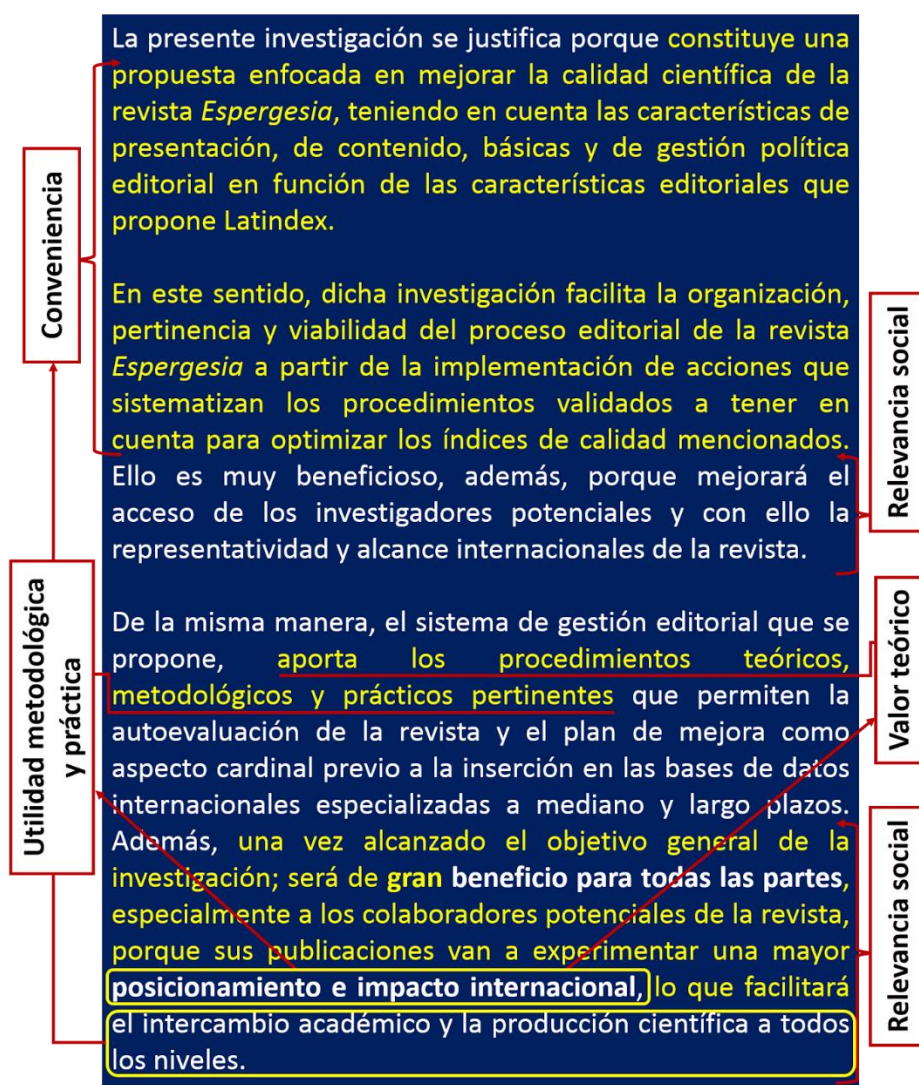 La presente investigación se justifica porque constituye una
propuesta enfocada en mejorar la calidad científica de la
revista Espergesia, teniendo en cuenta las características de
presentación, de contenido, básicas y de gestión política
editorial en función de las características editoriales que
propone Latindex.
En este sentido, dicha investigación facilita la organización,
pertinencia y viabilidad del proceso editorial de la revista
Espergesia a partir de la implementación de acciones que
sistematizan los procedimientos validados a tener en
cuenta para optimizar los índices de calidad mencionados.
Ello es muy beneficioso, además, porque mejorará el
acceso de los investigadores potenciales y con ello la
representatividad y alcance internacionales de la revista.
De la misma manera, el sistema de gestión editorial que se
propone, aporta los procedimientos teóricos,
metodológicos y prácticos pertinentes que permiten la
autoevaluación de la revista y el plan de mejora como
aspecto cardinal previo a la inserción en las bases de datos
internacionales especializadas a mediano y largo plazos.
Además, una vez alcanzado el objetivo general de la
investigación; será de gran beneficio para todas las partes,
especialmente a los colaboradores potenciales de la revista,
porque sus publicaciones van a experimentar una mayor
posicionamiento e impacto internacional, lo que facilitará
el intercambio académico y la producción científica a todos
los niveles.
Conveniencia
Utilidad metodológica
y práctica
Relevancia social
Valor teórico
Relevancia social